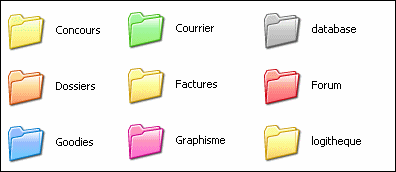 Concours Courrier database
Dossiers Factures Forum
Goodies Graphisme logitheque